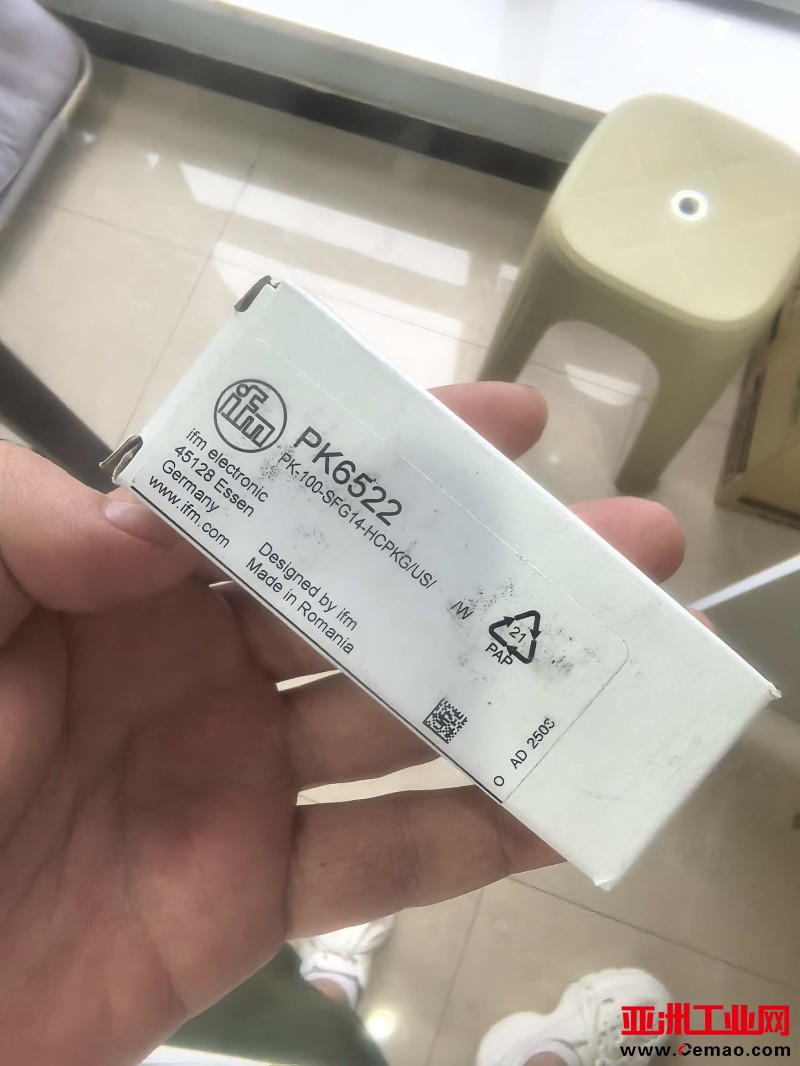 ifm
PK6522
PK-100-SFG14-HCPKG/US/ /W
ifm electronic
45128 Essen
Germany
www.ifm.com
Designed by ifm
Made in Romania
21
PAP
O AD 2503
亚洲工业网
www.Cemao.com